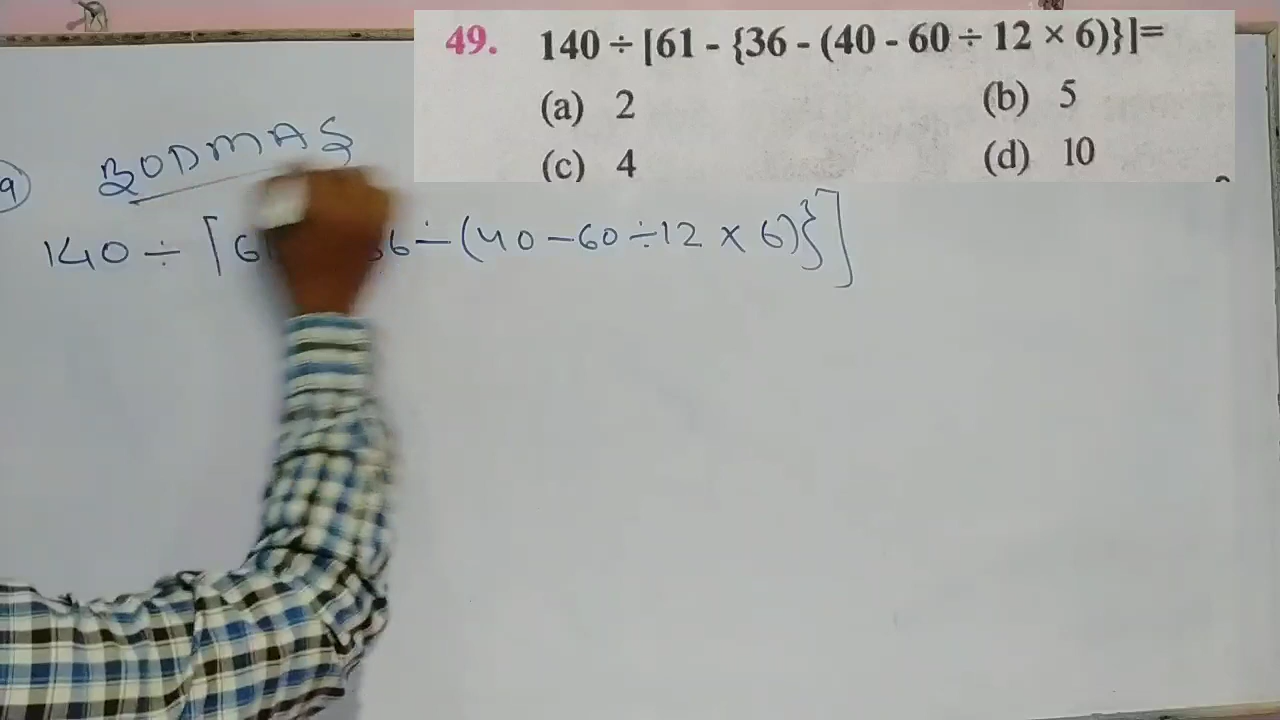 49. 140 ÷ [61 - {36 - (40 - 60 ÷ 12 × 6)}]=
(a) 2 (b) 5
(c) 4 (d) 10
BODMAS
140 ÷ [6 36 ÷ (40 - 60 ÷ 12 × 6)}]